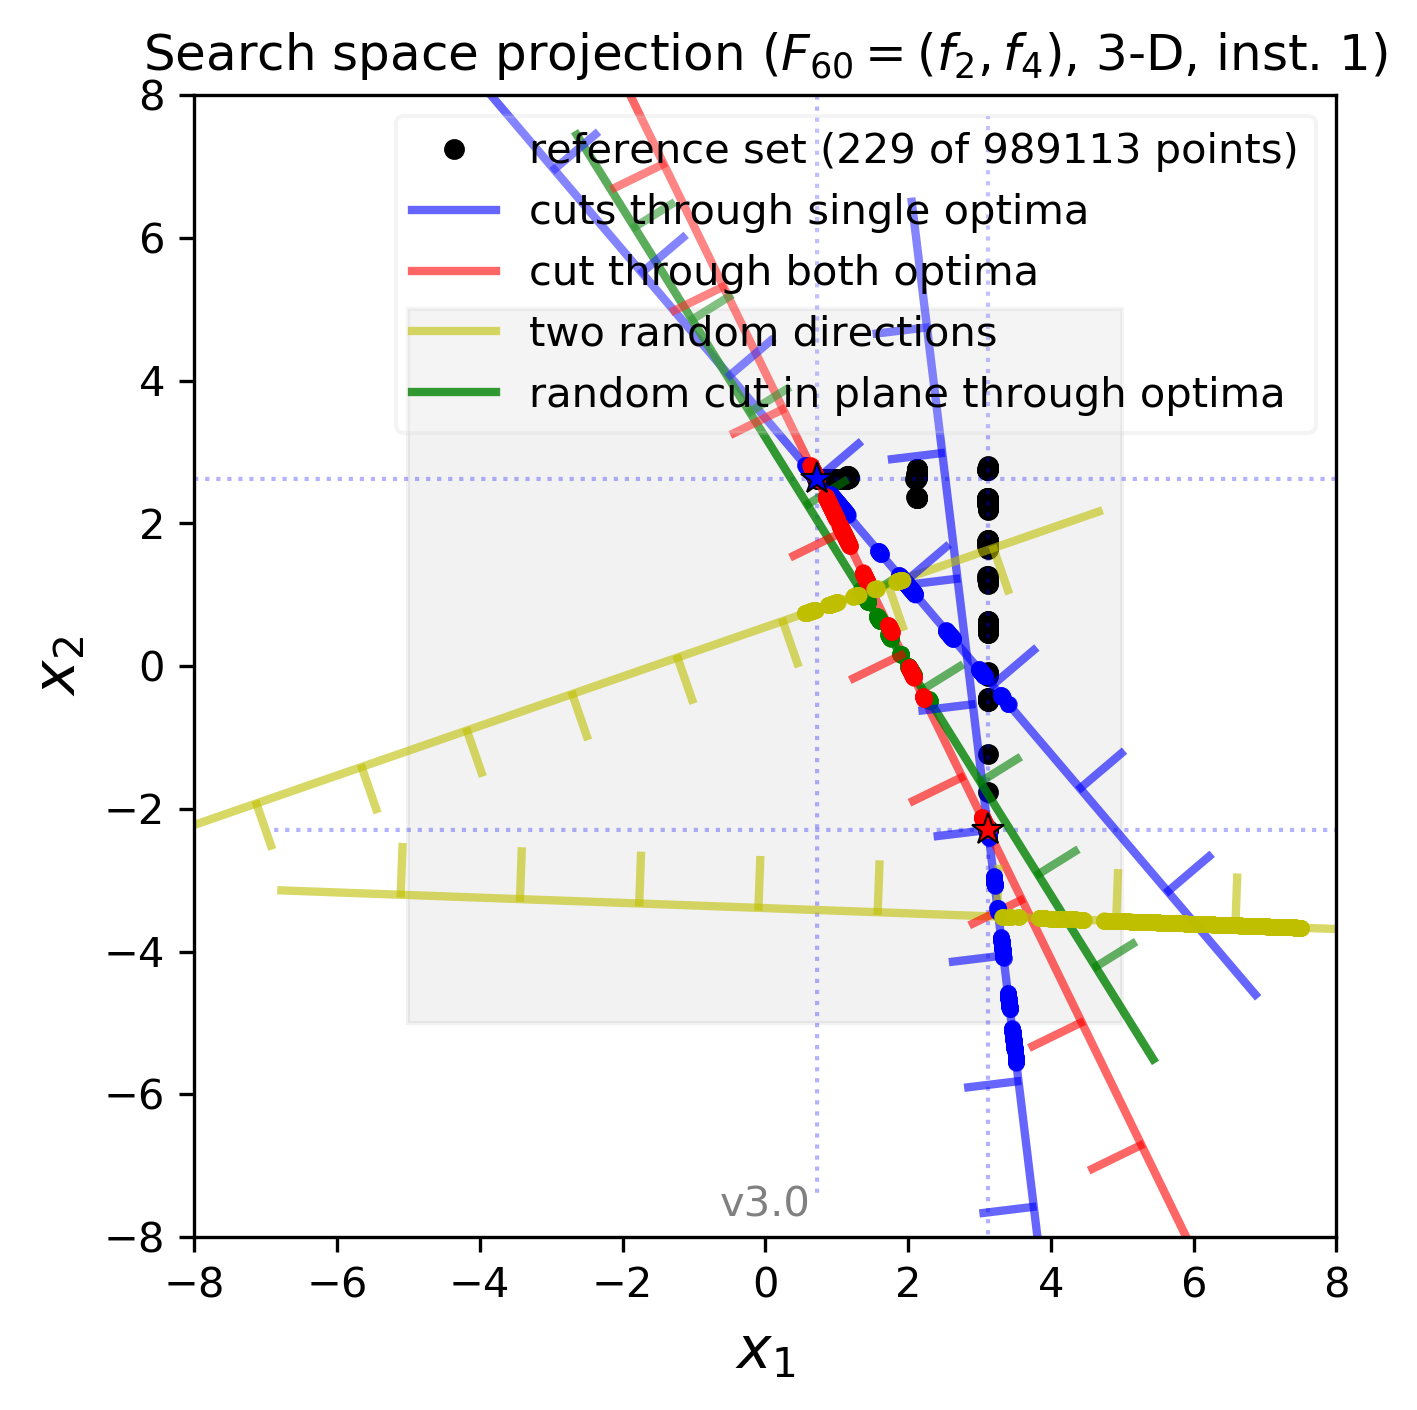 Search space projection (F60 = (f2, f4), 3-D, inst. 1)
reference set (229 of 989113 points)
cuts through single optima
cut through both optima
two random directions
random cut in plane through optima
8
6
4
2
0
−2
−4
−6
−8
x2
v3.0
−8 −6 −4 −2 0 2 4 6 8
x1